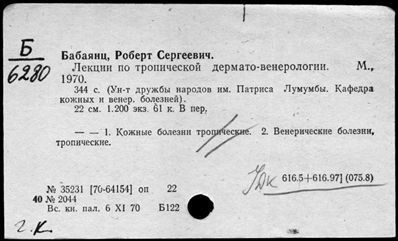 Б
6280
Бабаянц, Роберт Сергеевич.
Лекции по тропической дермато-венерологии. М.,
1970.
344 с. (Ун-т дружбы народов им. Патриса Лумумбы. Кафедра
кожных и венер. болезней).
22 см. 1.200 экз. 61 к. В пер.
— — 1. Кожные болезни тропические. 2. Венерические болезни,
тропические.
616.5+616.97] (075.8)
№ 35231 [70-64154] оп 22
40 № 2044
Вс. кн. пал. 6 XI 70 Б122
г. к.